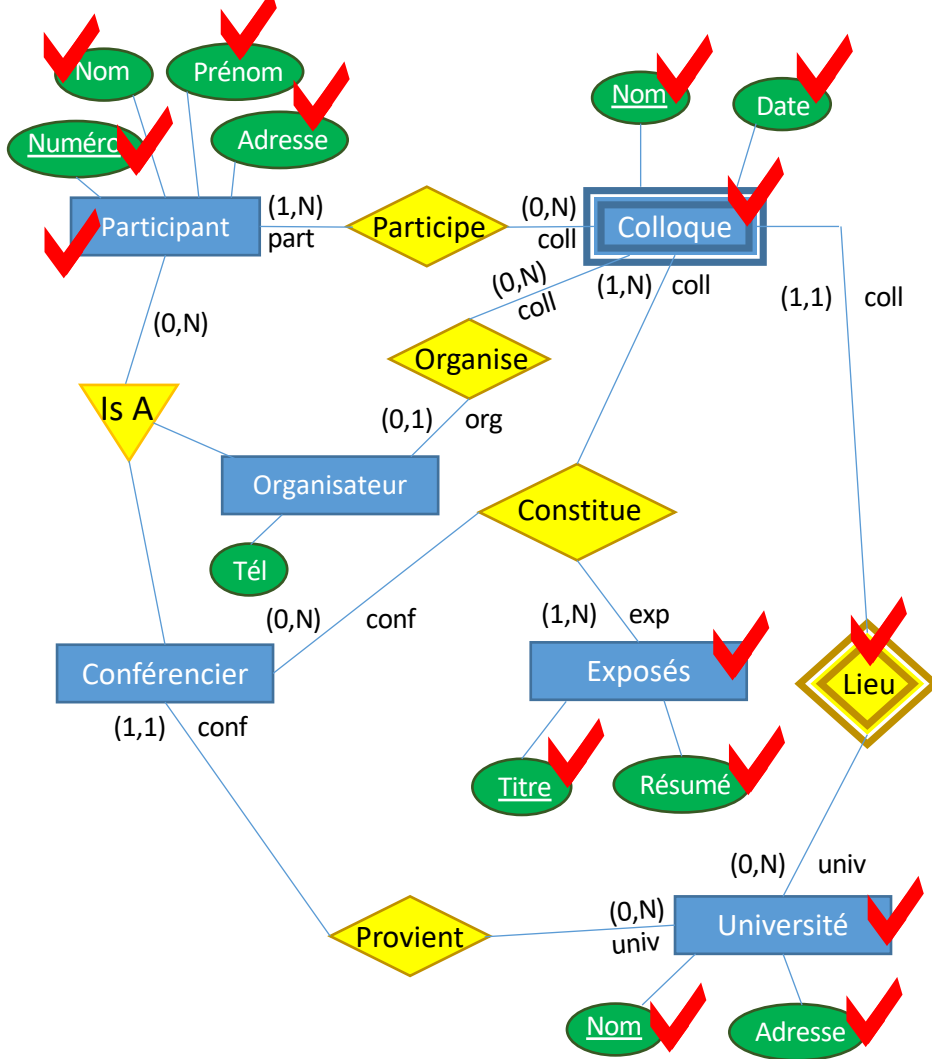 Nom
Prénom
Nom
Date
Numéro
Adresse
Participant
(1,N)
part
Participe
(0,N)
coll
Colloque
(0,N)
coll
(1,N) coll
(1,1) coll
(0,N)
Organise
Is A
(0,1) org
Organisateur
Constitue
Tél
(0,N) conf
(1,N) exp
Conférencier
Exposés
Lieu
(1,1) conf
Titre
Résumé
(0,N) univ
(0,N)
univ
Provient
Université
Nom
Adresse